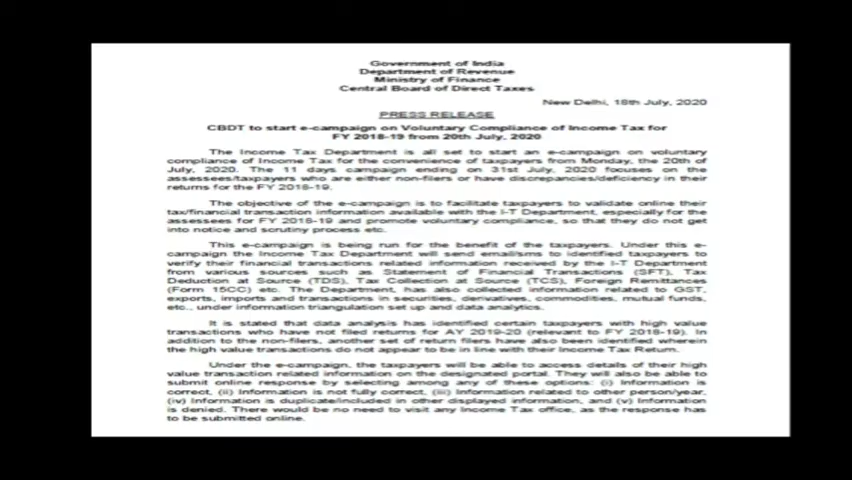 Government of India
Department of Revenue
Ministry of Finance
Central Board of Direct Taxes
New Delhi, 18th July, 2020
PRESS RELEASE
CBDT to start e-campaign on Voluntary Compliance of Income Tax for
FY 2018-19 from 20th July, 2020
The Income Tax Department is all set to start an e-campaign on voluntary
compliance of Income Tax for the convenience of taxpayers from Monday, the 20th of
July, 2020. The 11 days campaign ending on 31st July, 2020 focuses on the
assessees/taxpayers who are either non-filers or have discrepancies/deficiency in their
returns for the FY 2018-19.
The objective of the e-campaign is to facilitate taxpayers to validate online their
tax/financial transaction information available with the I-T Department, especially for the
assessees for FY 2018-19 and promote voluntary compliance, so that they do not get
into notice and scrutiny process etc.
This e-campaign is being run for the benefit of the taxpayers. Under this e-
campaign the Income Tax Department will send email/sms to identified taxpayers to
verify their financial transactions related information received by the I-T Department
from various sources such as Statement of Financial Transactions (SFT), Tax
Deduction at Source (TDS), Tax Collection at Source (TCS), Foreign Remittances
(Form 15CC) etc. The Department, has also collected information related to GST,
exports, imports and transactions in securities, derivatives, commodities, mutual funds,
etc., under information triangulation set up and data analytics.
It is stated that data analysis has identified certain taxpayers with high value
transactions who have not filed returns for AY 2019-20 (relevant to FY 2018-19). In
addition to the non-filers, another set of return filers have also been identified wherein
the high value transactions do not appear to be in line with their Income Tax Return.
Under the e-campaign, the taxpayers will be able to access details of their high
value transaction related information on the designated portal. They will also be able to
submit online response by selecting among any of these options: (i) Information is
correct, (ii) Information is not fully correct, (iii) Information related to other person/year,
(iv) Information is duplicate/included in other displayed information, and (v) Information
is denied. There would be no need to visit any Income Tax office, as the response has
to be submitted online.